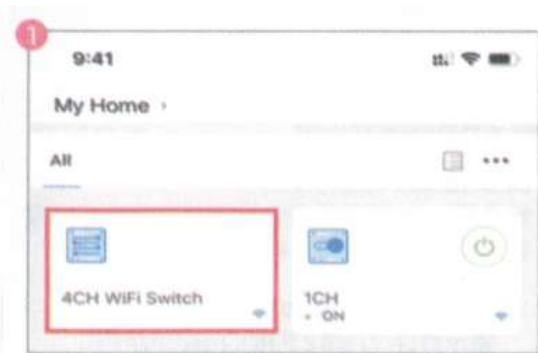 1
9:41
My Home ›
All
4CH WiFi Switch
1CH
• ON